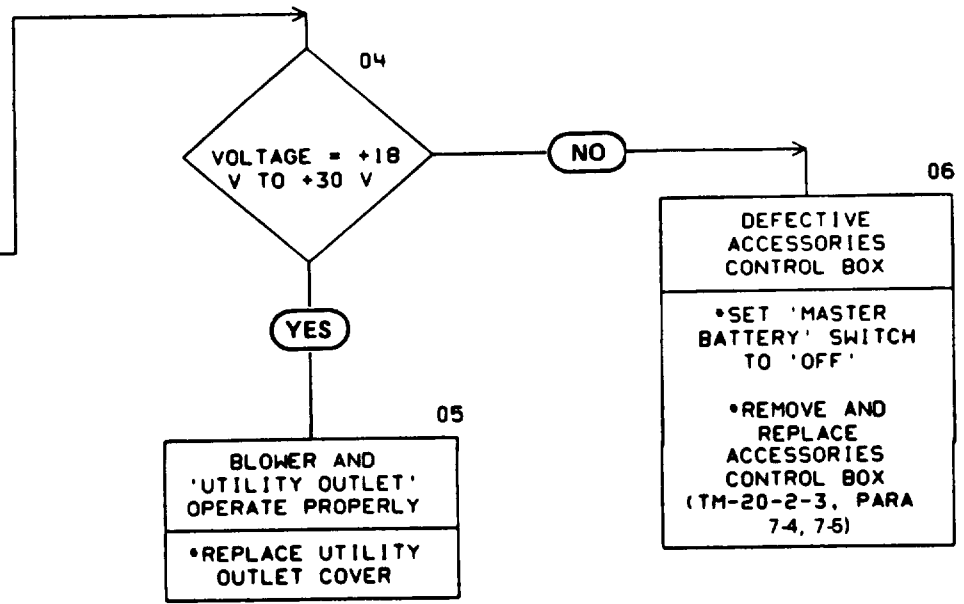 04
VOLTAGE = +18
V TO +30 V
NO
06
DEFECTIVE
ACCESSORIES
CONTROL BOX
•SET 'MASTER
BATTERY' SWITCH
TO 'OFF'
•REMOVE AND
REPLACE
ACCESSORIES
CONTROL BOX
(TM-20-2-3, PARA
7-4, 7-5)
YES
05
BLOWER AND
'UTILITY OUTLET'
OPERATE PROPERLY
•REPLACE UTILITY
OUTLET COVER